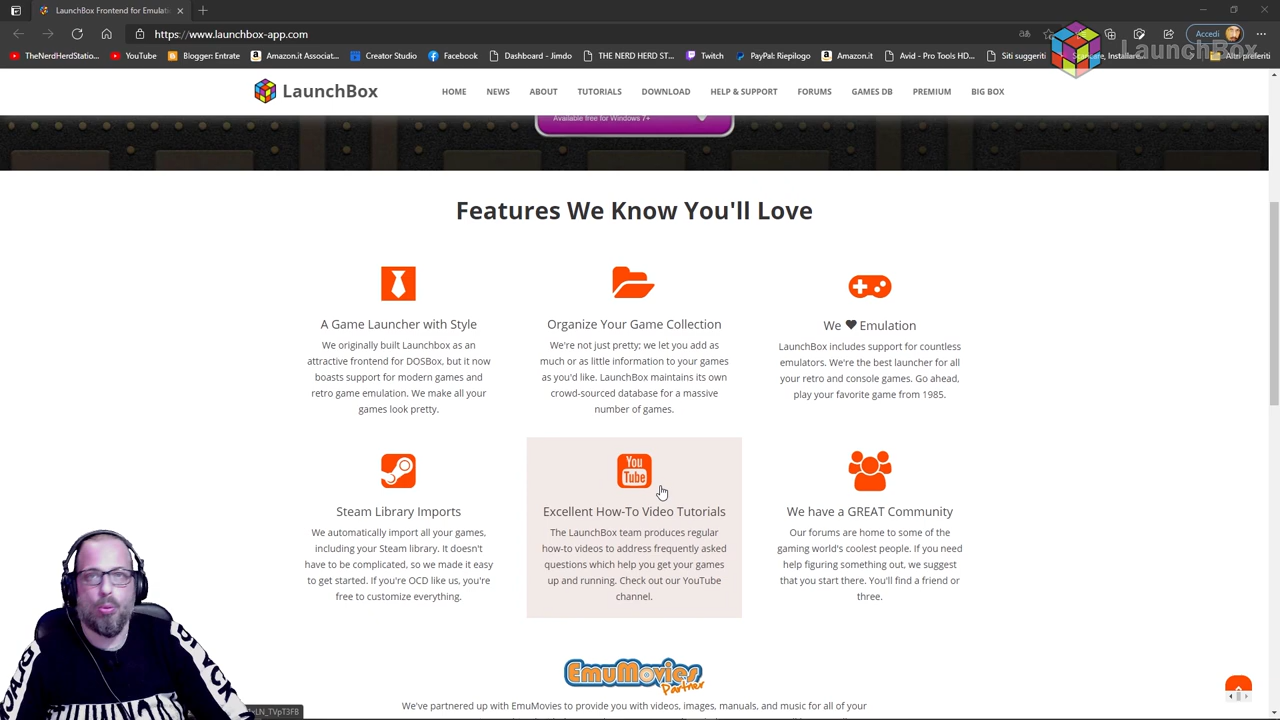 LaunchBox Frontend for Emulati
https://www.launchbox-app.com
Accedi
TheNerdHerdStatio...
YouTube
Blogger: Entrate
Amazon.it Associat...
Creator Studio
Facebook
Dashboard - Jimdo
THE NERD HERD ST...
Twitch
PayPal: Riepilogo
Amazon.it
Avid - Pro Tools HD...
Siti suggeriti
Altri preferiti
LaunchBox
LaunchBox
HOME
NEWS
ABOUT
TUTORIALS
DOWNLOAD
HELP & SUPPORT
FORUMS
GAMES DB
PREMIUM
BIG BOX
Available free for Windows 7+
Features We Know You'll Love
A Game Launcher with Style
We originally built Launchbox as an
attractive frontend for DOSBox, but it now
boasts support for modern games and
retro game emulation. We make all your
games look pretty.
Organize Your Game Collection
We're not just pretty; we let you add as
much or as little information to your games
as you'd like. LaunchBox maintains its own
crowd-sourced database for a massive
number of games.
We ♥ Emulation
LaunchBox includes support for countless
emulators. We're the best launcher for all
your retro and console games. Go ahead,
play your favorite game from 1985.
Steam Library Imports
We automatically import all your games,
including your Steam library. It doesn't
have to be complicated, so we made it easy
to get started. If you're OCD like us, you're
free to customize everything.
You
Tube
Excellent How-To Video Tutorials
The LaunchBox team produces regular
how-to videos to address frequently asked
questions which help you get your games
up and running. Check out our YouTube
channel.
We have a GREAT Community
Our forums are home to some of the
gaming world's coolest people. If you need
help figuring something out, we suggest
that you start there. You'll find a friend or
three.
EmuMovies
Partner
We've partnered up with EmuMovies to provide you with videos, images, manuals, and music for all of your